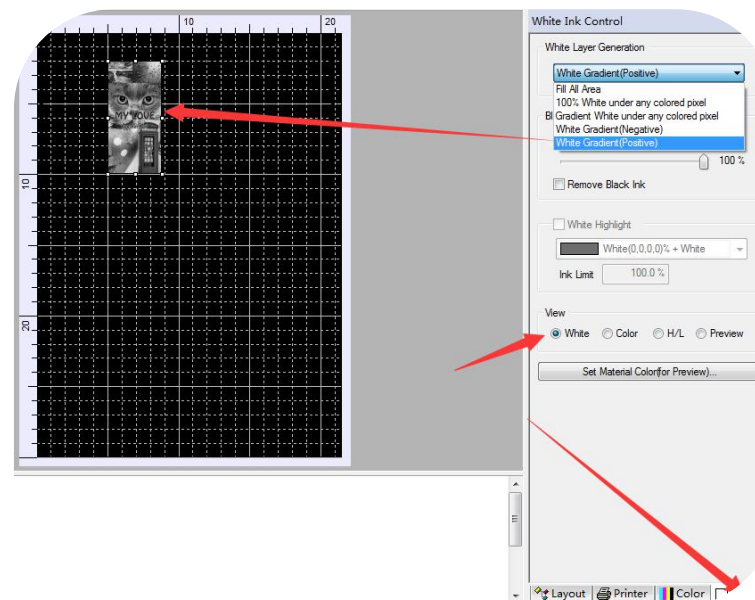 10
20
White Ink Control
White Layer Generation
White Gradient(Positive)
Fill All Area
100% White under any colored pixel
Bl
Gradient White under any colored pixel
White Gradient(Negative)
White Gradient(Positive)
100 %
Remove Black Ink
MY LOVE
10
White Highlight
White(0,0,0,0)% + White
Ink Limit
100.0 %
View
20
White
Color
H/L
Preview
Set Material Color(for Preview)...
Layout
Printer
Color